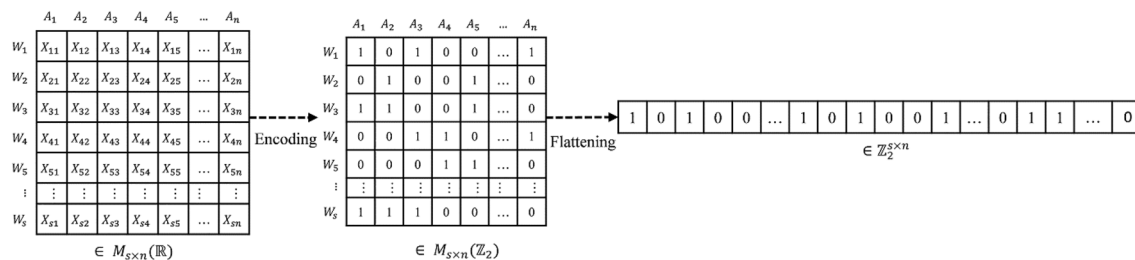 A₁ A₂ A₃ A₄ A₅ ... Aₙ
W₁ X₁₁ X₁₂ X₁₃ X₁₄ X₁₅ ... X₁ₙ
W₂ X₂₁ X₂₂ X₂₃ X₂₄ X₂₅ ... X₂ₙ
W₃ X₃₁ X₃₂ X₃₃ X₃₄ X₃₅ ... X₃ₙ
W₄ X₄₁ X₄₂ X₄₃ X₄₄ X₄₅ ... X₄ₙ
W₅ X₅₁ X₅₂ X₅₃ X₅₄ X₅₅ ... X₅ₙ
⋮ ⋮ ⋮ ⋮ ⋮ ⋮ ⋮ ⋮
Wₛ Xₛ₁ Xₛ₂ Xₛ₃ Xₛ₄ Xₛ₅ ... Xₛₙ
∈ Mₛₓₙ(ℝ)
Encoding
A₁ A₂ A₃ A₄ A₅ ... Aₙ
W₁ 1 0 1 0 0 ... 1
W₂ 0 1 0 0 1 ... 0
W₃ 1 1 0 0 1 ... 0
W₄ 0 0 1 1 0 ... 1
W₅ 0 0 0 1 1 ... 0
⋮ ⋮ ⋮ ⋮ ⋮ ⋮ ⋮ ⋮
Wₛ 1 1 1 0 0 ... 0
∈ Mₛₓₙ(ℤ₂)
Flattening
1 0 1 0 0 ... 1 0 1 0 0 1 ... 0 1 1 ... 0
∈ ℤ₂ˢˣⁿ